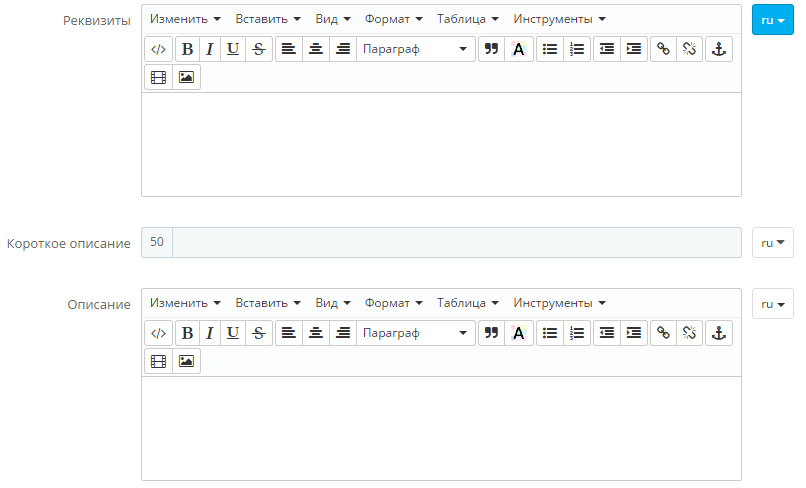 Реквизиты Изменить Вставить Вид Формат Таблица Инструменты ru
</> B I U S Параграф A
Короткое описание 50 ru
Описание Изменить Вставить Вид Формат Таблица Инструменты ru
</> B I U S Параграф A